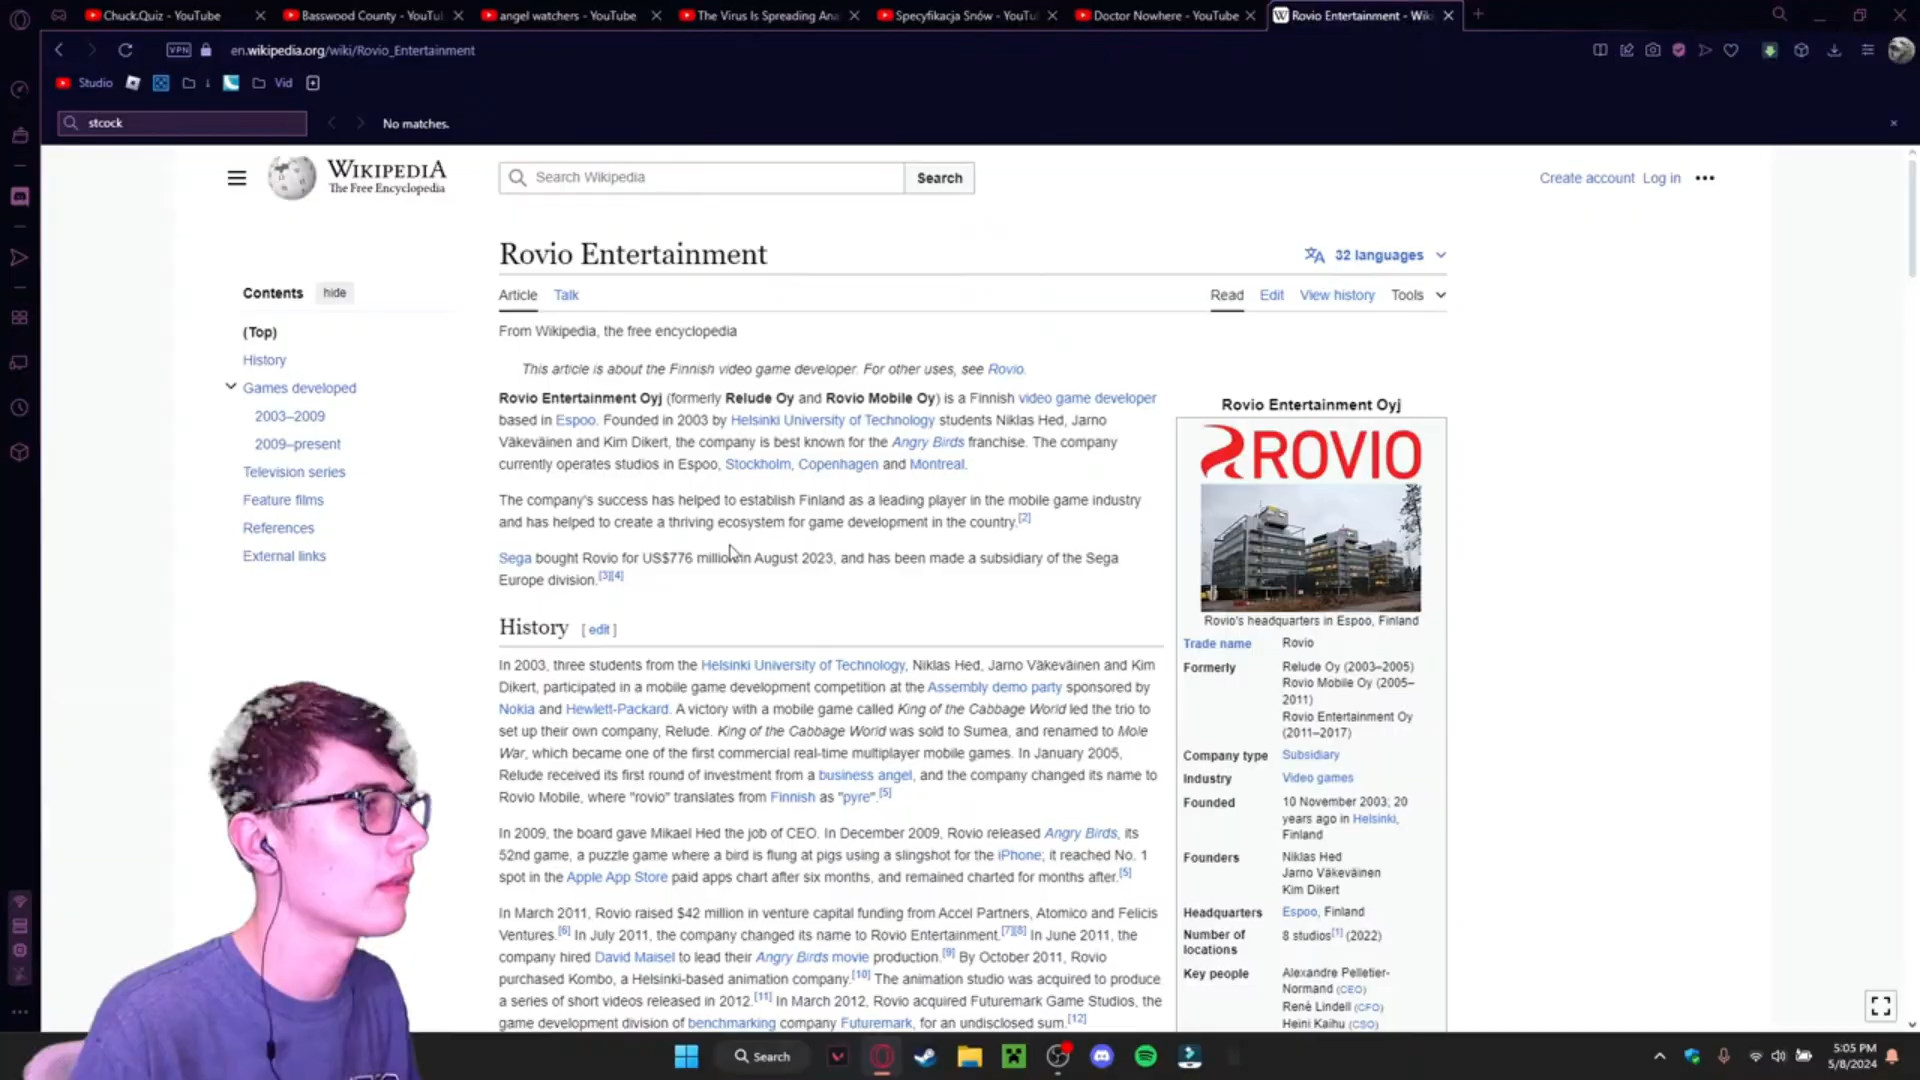 Chuck.Quiz - YouTube
Basswood County - YouTu
angel watchers - YouTube
The Virus Is Spreading Ana
Specyfikacja Snów - YouTu
Doctor Nowhere - YouTube
Rovio Entertainment - Wiki
VPN
en.wikipedia.org/wiki/Rovio_Entertainment
Studio
Vid
stcock
No matches.
WIKIPEDIA
The Free Encyclopedia
Search Wikipedia
Search
Create account
Log in
Contents
hide
(Top)
History
Games developed
2003–2009
2009–present
Television series
Feature films
References
External links
Rovio Entertainment
32 languages
Article
Talk
Read
Edit
View history
Tools
From Wikipedia, the free encyclopedia
This article is about the Finnish video game developer. For other uses, see Rovio.
Rovio Entertainment Oyj (formerly Relude Oy and Rovio Mobile Oy) is a Finnish video game developer
based in Espoo. Founded in 2003 by Helsinki University of Technology students Niklas Hed, Jarno
Väkeväinen and Kim Dikert, the company is best known for the Angry Birds franchise. The company
currently operates studios in Espoo, Stockholm, Copenhagen and Montreal.
The company's success has helped to establish Finland as a leading player in the mobile game industry
and has helped to create a thriving ecosystem for game development in the country.[2]
Sega bought Rovio for US$776 million in August 2023, and has been made a subsidiary of the Sega
Europe division.[3][4]
History [ edit ]
In 2003, three students from the Helsinki University of Technology, Niklas Hed, Jarno Väkeväinen and Kim
Dikert, participated in a mobile game development competition at the Assembly demo party sponsored by
Nokia and Hewlett-Packard. A victory with a mobile game called King of the Cabbage World led the trio to
set up their own company, Relude. King of the Cabbage World was sold to Sumea, and renamed to Mole
War, which became one of the first commercial real-time multiplayer mobile games. In January 2005,
Relude received its first round of investment from a business angel, and the company changed its name to
Rovio Mobile, where "rovio" translates from Finnish as "pyre".[5]
In 2009, the board gave Mikael Hed the job of CEO. In December 2009, Rovio released Angry Birds, its
52nd game, a puzzle game where a bird is flung at pigs using a slingshot for the iPhone; it reached No. 1
spot in the Apple App Store paid apps chart after six months, and remained charted for months after.[5]
In March 2011, Rovio raised $42 million in venture capital funding from Accel Partners, Atomico and Felicis
Ventures.[6] In July 2011, the company changed its name to Rovio Entertainment.[7][8] In June 2011, the
company hired David Maisel to lead their Angry Birds movie production.[9] By October 2011, Rovio
purchased Kombo, a Helsinki-based animation company.[10] The animation studio was acquired to produce
a series of short videos released in 2012.[11] In March 2012, Rovio acquired Futuremark Game Studios, the
game development division of benchmarking company Futuremark, for an undisclosed sum.[12]
Rovio Entertainment Oyj
ROVIO
Rovio's headquarters in Espoo, Finland
Trade name Rovio
Formerly Relude Oy (2003–2005)
Rovio Mobile Oy (2005–
2011)
Rovio Entertainment Oy
(2011–2017)
Company type Subsidiary
Industry Video games
Founded 10 November 2003; 20
years ago in Helsinki,
Finland
Founders Niklas Hed
Jarno Väkeväinen
Kim Dikert
Headquarters Espoo, Finland
Number of 8 studios[1] (2022)
locations
Key people Alexandre Pelletier-
Normand (CEO)
René Lindell (CFO)
Heini Kaihu (CSO)
Search
5:05 PM
5/8/2024